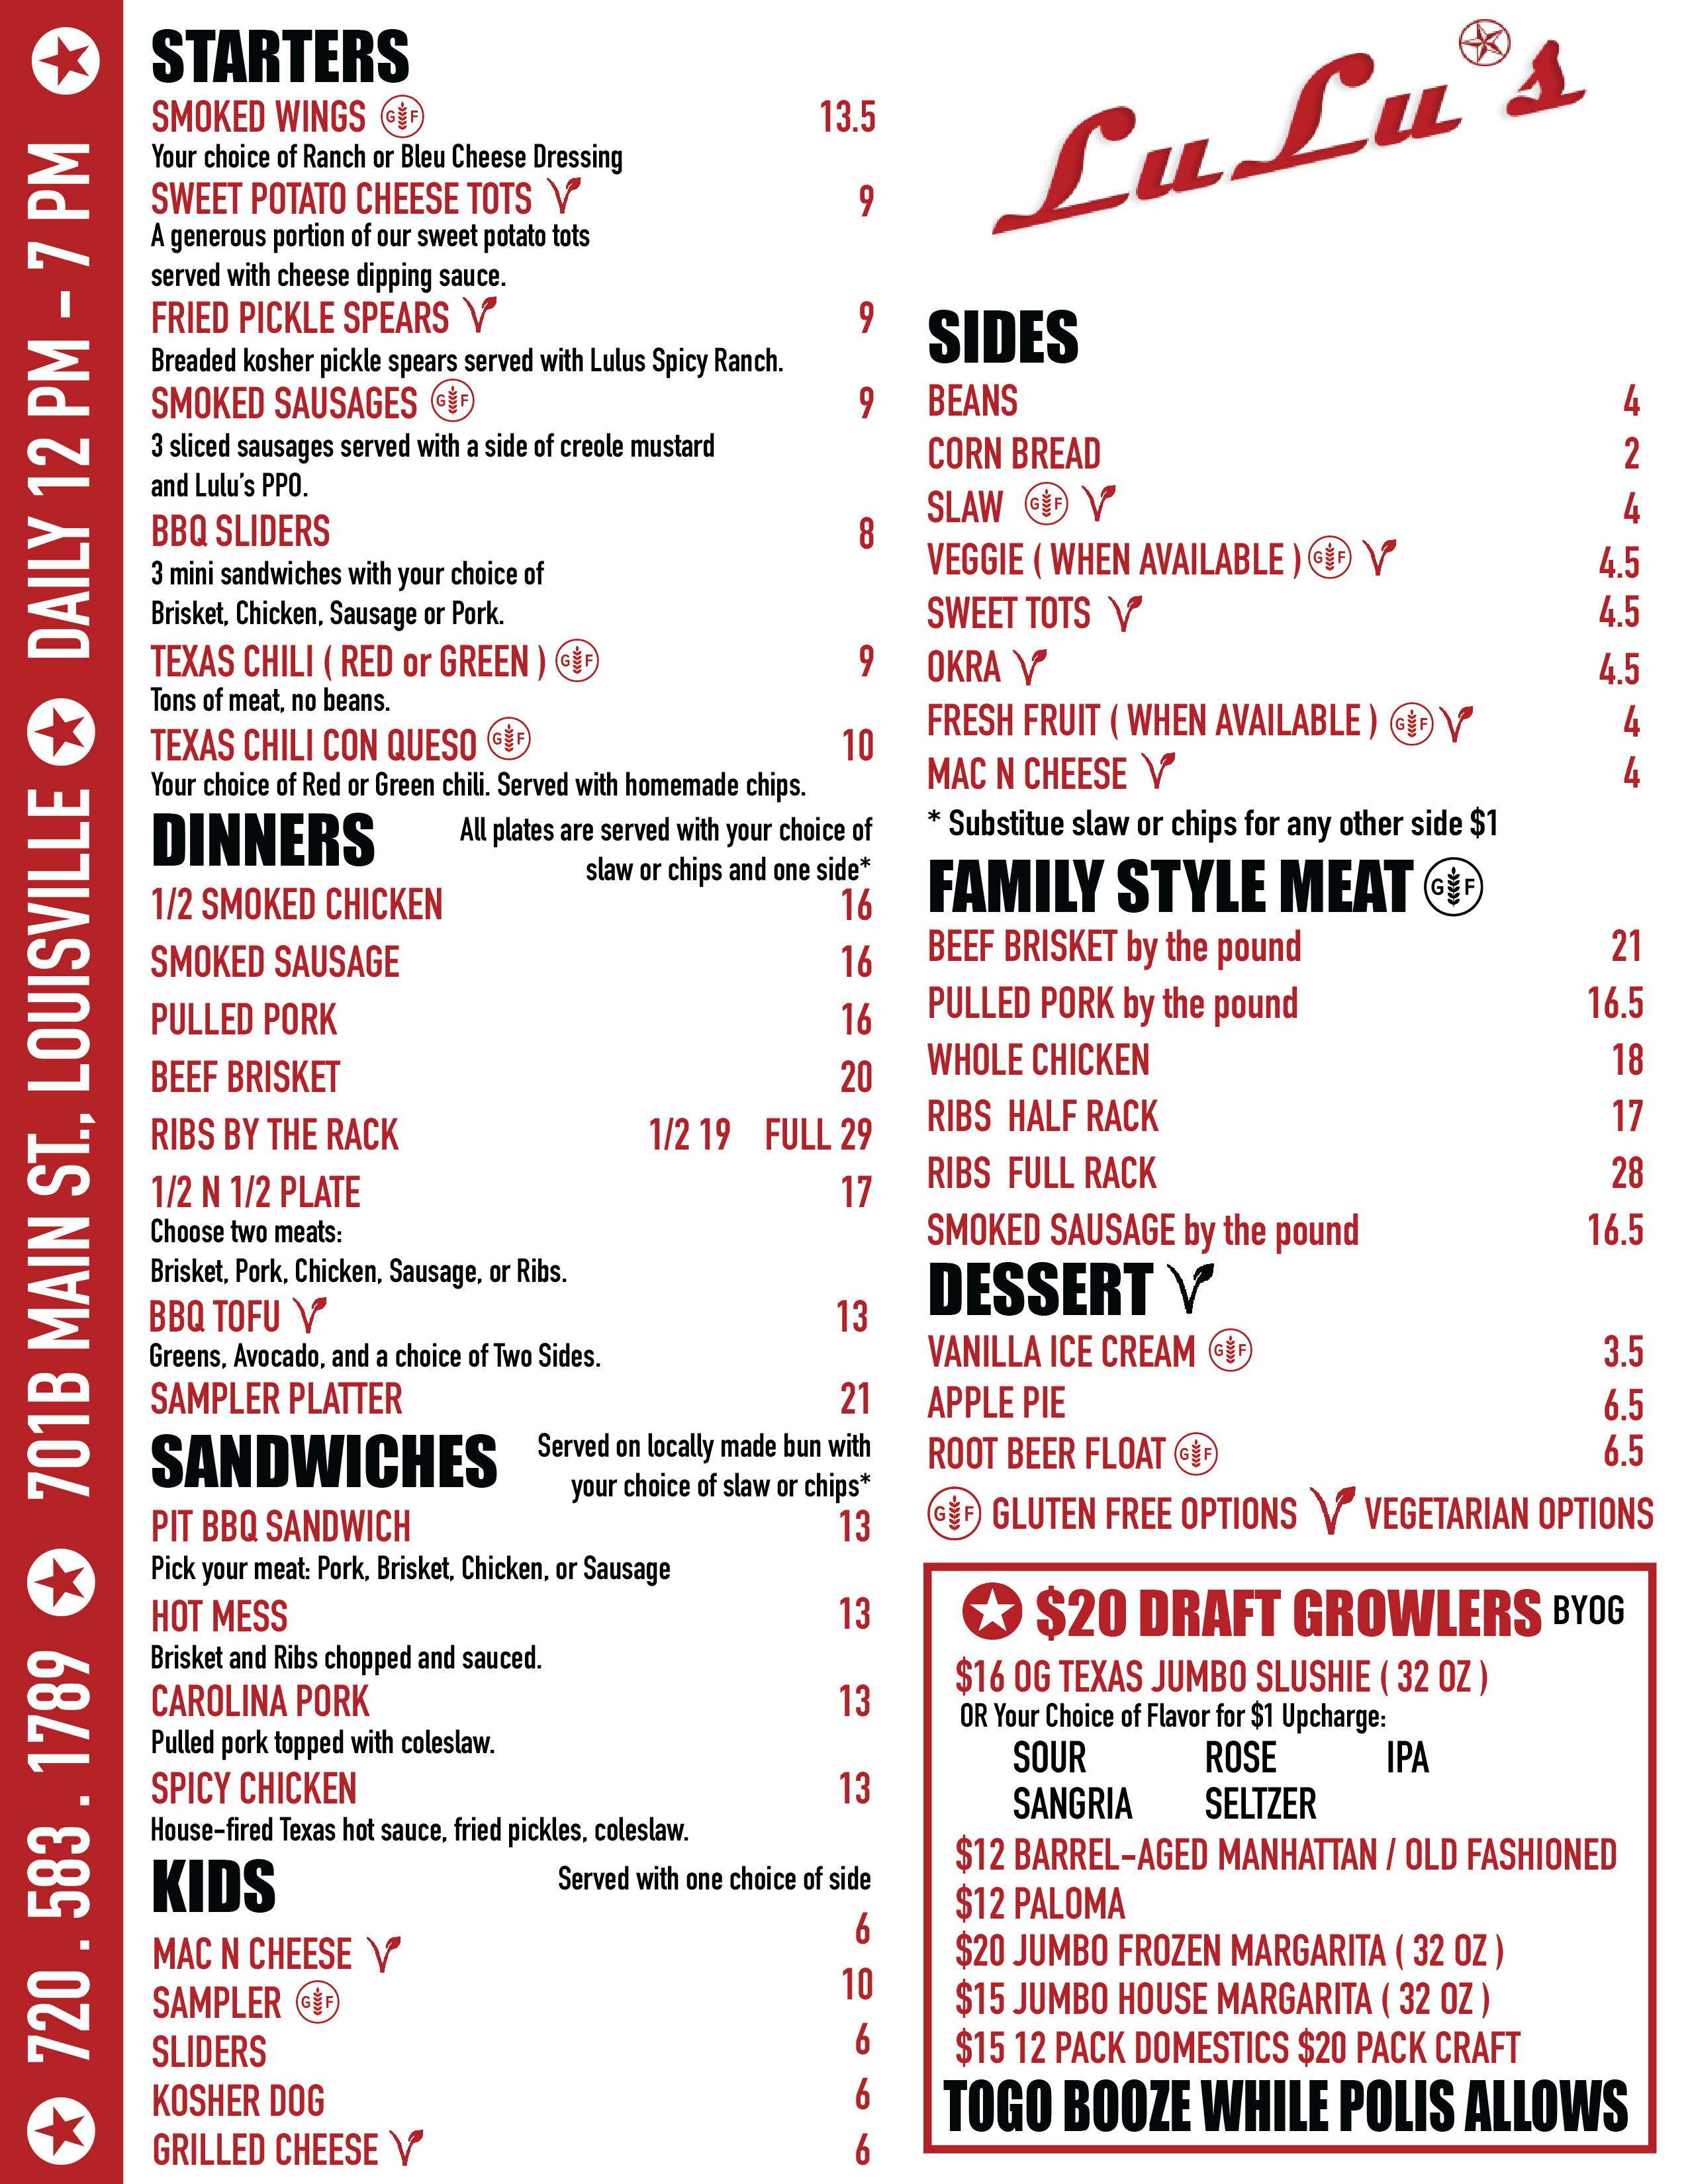 720 . 583 . 1789 701B MAIN ST., LOUISVILLE DAILY 12 PM - 7 PM
STARTERS
SMOKED WINGS GF 13.5
Your choice of Ranch or Bleu Cheese Dressing
SWEET POTATO CHEESE TOTS V 9
A generous portion of our sweet potato tots
served with cheese dipping sauce.
FRIED PICKLE SPEARS V 9
Breaded kosher pickle spears served with Lulus Spicy Ranch.
SMOKED SAUSAGES GF 9
3 sliced sausages served with a side of creole mustard
and Lulu's PPO.
BBQ SLIDERS 8
3 mini sandwiches with your choice of
Brisket, Chicken, Sausage or Pork.
TEXAS CHILI ( RED or GREEN ) GF 9
Tons of meat, no beans.
TEXAS CHILI CON QUESO GF 10
Your choice of Red or Green chili. Served with homemade chips.
DINNERS
All plates are served with your choice of
slaw or chips and one side*
1/2 SMOKED CHICKEN 16
SMOKED SAUSAGE 16
PULLED PORK 16
BEEF BRISKET 20
RIBS BY THE RACK 1/2 19 FULL 29
1/2 N 1/2 PLATE 17
Choose two meats:
Brisket, Pork, Chicken, Sausage, or Ribs.
BBQ TOFU V 13
Greens, Avocado, and a choice of Two Sides.
SAMPLER PLATTER 21
SANDWICHES
Served on locally made bun with
your choice of slaw or chips*
PIT BBQ SANDWICH 13
Pick your meat: Pork, Brisket, Chicken, or Sausage
HOT MESS 13
Brisket and Ribs chopped and sauced.
CAROLINA PORK 13
Pulled pork topped with coleslaw.
SPICY CHICKEN 13
House-fired Texas hot sauce, fried pickles, coleslaw.
KIDS
Served with one choice of side
MAC N CHEESE V 6
SAMPLER GF 10
SLIDERS 6
KOSHER DOG 6
GRILLED CHEESE V 6
LuLu's
SIDES
BEANS 4
CORN BREAD 2
SLAW GF V 4
VEGGIE ( WHEN AVAILABLE ) GF V 4.5
SWEET TOTS V 4.5
OKRA V 4.5
FRESH FRUIT ( WHEN AVAILABLE ) GF V 4
MAC N CHEESE V 4
* Substitue slaw or chips for any other side $1
FAMILY STYLE MEAT GF
BEEF BRISKET by the pound 21
PULLED PORK by the pound 16.5
WHOLE CHICKEN 18
RIBS HALF RACK 17
RIBS FULL RACK 28
SMOKED SAUSAGE by the pound 16.5
DESSERT V
VANILLA ICE CREAM GF 3.5
APPLE PIE 6.5
ROOT BEER FLOAT GF 6.5
GF GLUTEN FREE OPTIONS V VEGETARIAN OPTIONS
$20 DRAFT GROWLERS BYOG
$16 OG TEXAS JUMBO SLUSHIE ( 32 OZ )
OR Your Choice of Flavor for $1 Upcharge:
SOUR ROSE IPA
SANGRIA SELTZER
$12 BARREL-AGED MANHATTAN / OLD FASHIONED
$12 PALOMA
$20 JUMBO FROZEN MARGARITA ( 32 OZ )
$15 JUMBO HOUSE MARGARITA ( 32 OZ )
$15 12 PACK DOMESTICS $20 PACK CRAFT
TOGO BOOZE WHILE POLIS ALLOWS